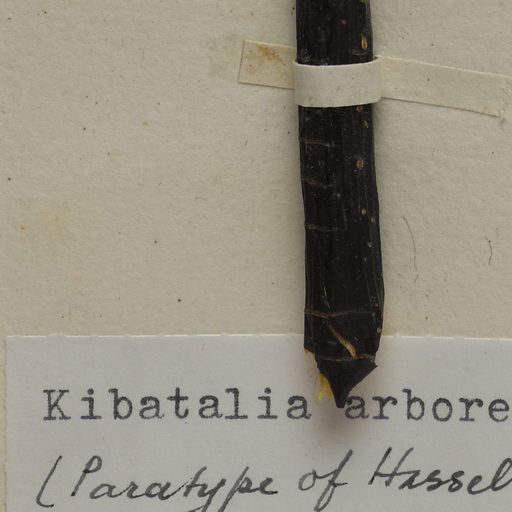 Kibatalia arbore
(Paratype of Hassel